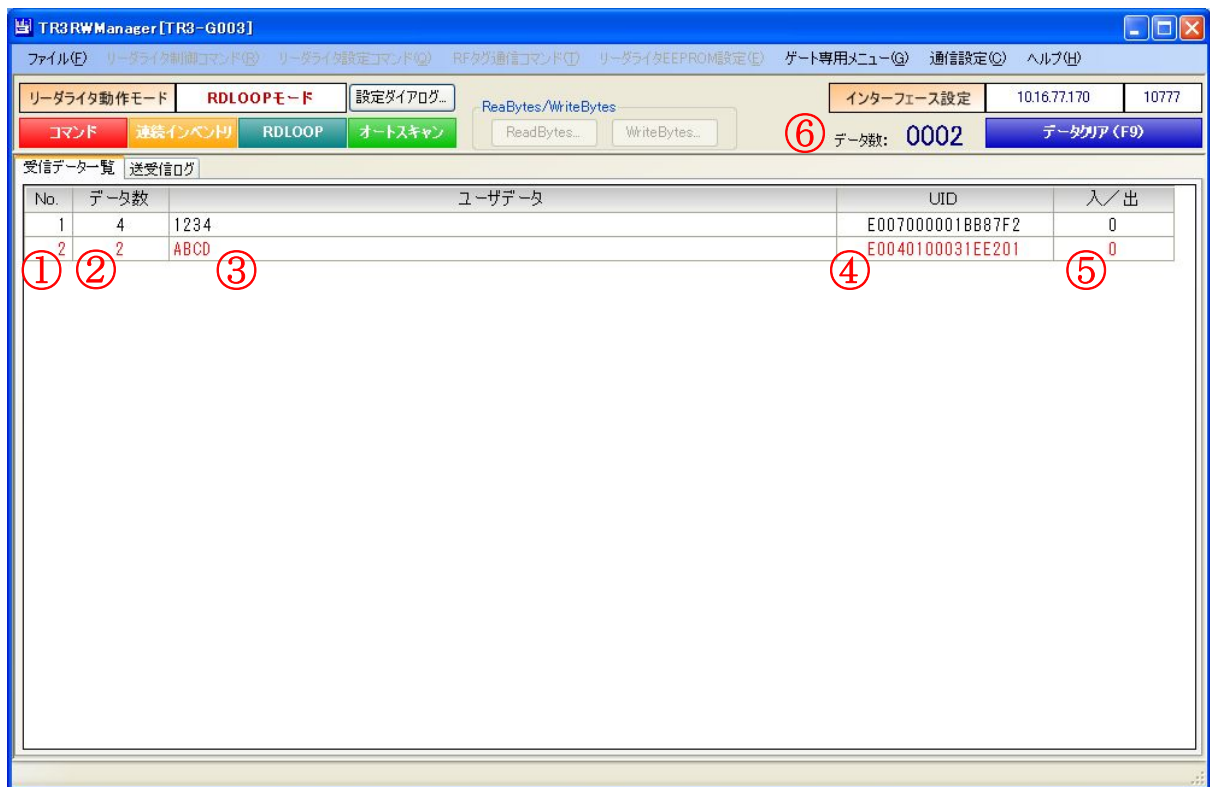 TR3RWManager[TR3-G003]
ファイル(F) リーダライタ制御コマンド(R) リーダライタ設定コマンド(Q) RFタグ通信コマンド(T) リーダライタEEPROM設定(E) ゲート専用メニュー(G) 通信設定(C) ヘルプ(H)
リーダライタ動作モード RDLOOPモード 設定ダイアログ... ReaBytes/WriteBytes インターフェース設定 10.16.77.170 10777
コマンド 連続インベントリ RDLOOP オートスキャン ReadBytes... WriteBytes... ⑥ データ数: 0002 データクリア(F9)
受信データ一覧 送受信ログ
No. データ数 ユーザデータ UID 入/出
1 4 1234 E007000001BB87F2 0
2 2 ABCD E0040100031EE201 0
① ② ③ ④ ⑤